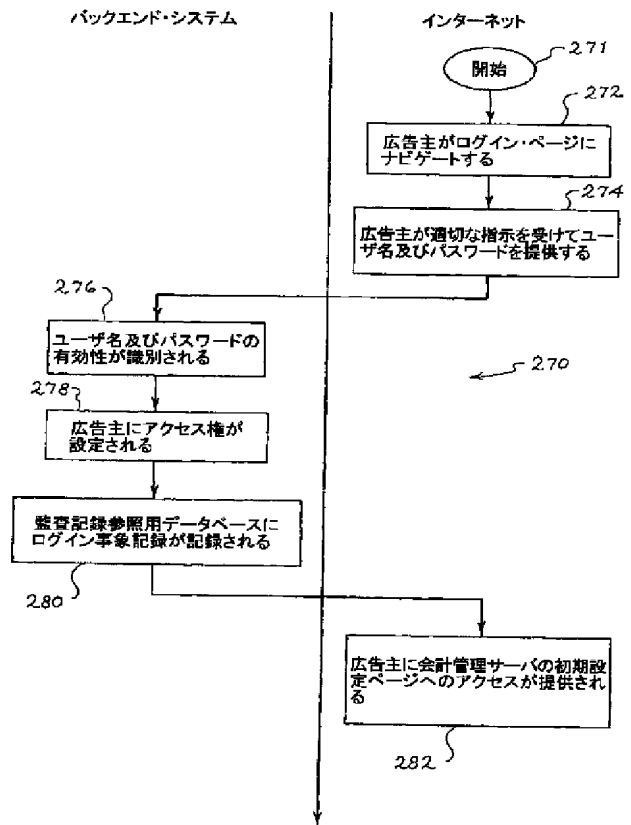 バックエンド・システム
インターネット
271
開始
272
広告主がログイン・ページに
ナビゲートする
274
広告主が適切な指示を受けてユー
ザ名及びパスワードを提供する
276
ユーザ名及びパスワードの
有効性が識別される
270
278
広告主にアクセス権が
設定される
監査記録参照用データベースに
ログイン事象記録が記録される
280
広告主に会計管理サーバの初期設
定ページへのアクセスが提供され
る
282